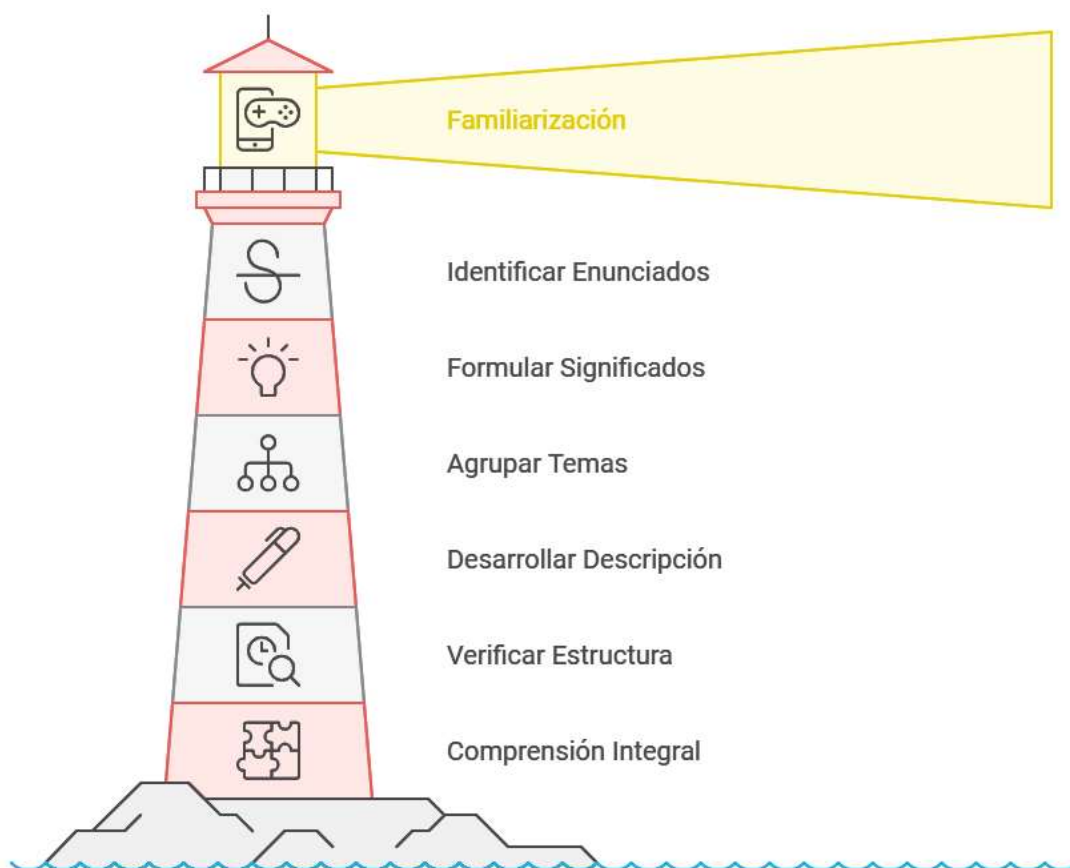 Familiarización
Identificar Enunciados
Formular Significados
Agrupar Temas
Desarrollar Descripción
Verificar Estructura
Comprensión Integral